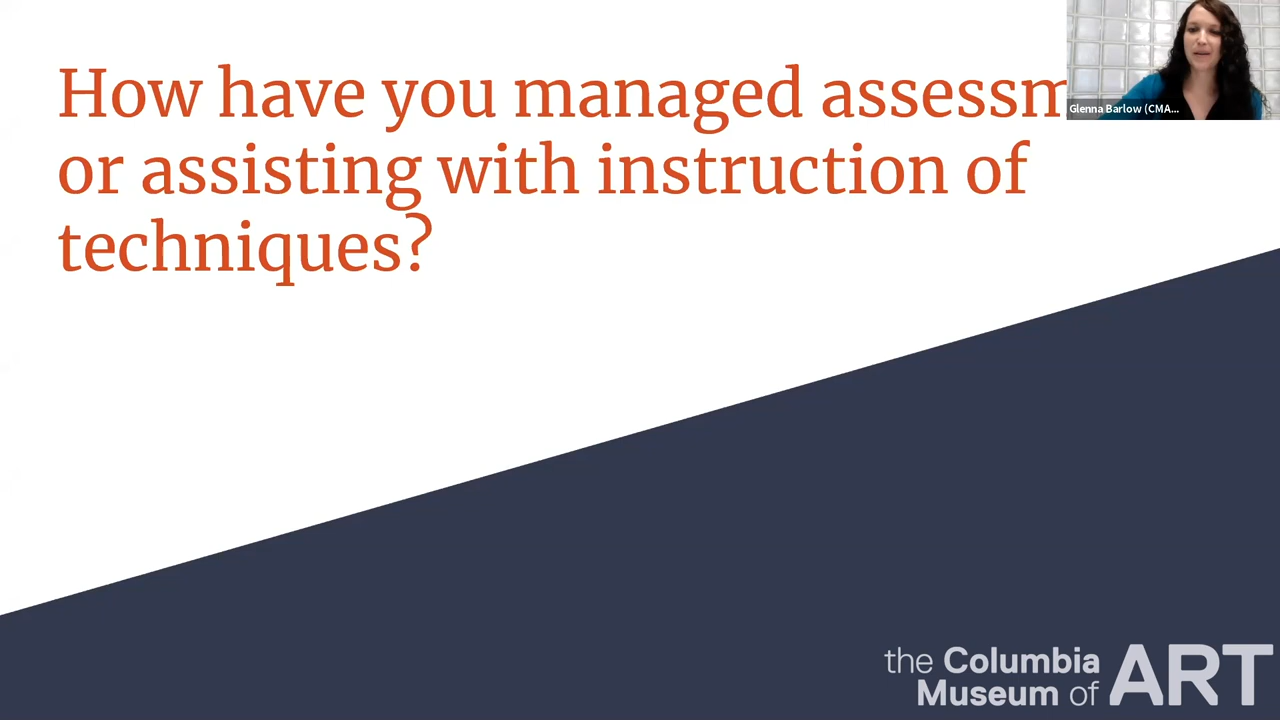 How have you managed assessm
or assisting with instruction of
techniques?
Glenna Barlow (CMA...
the Columbia
Museum of ART